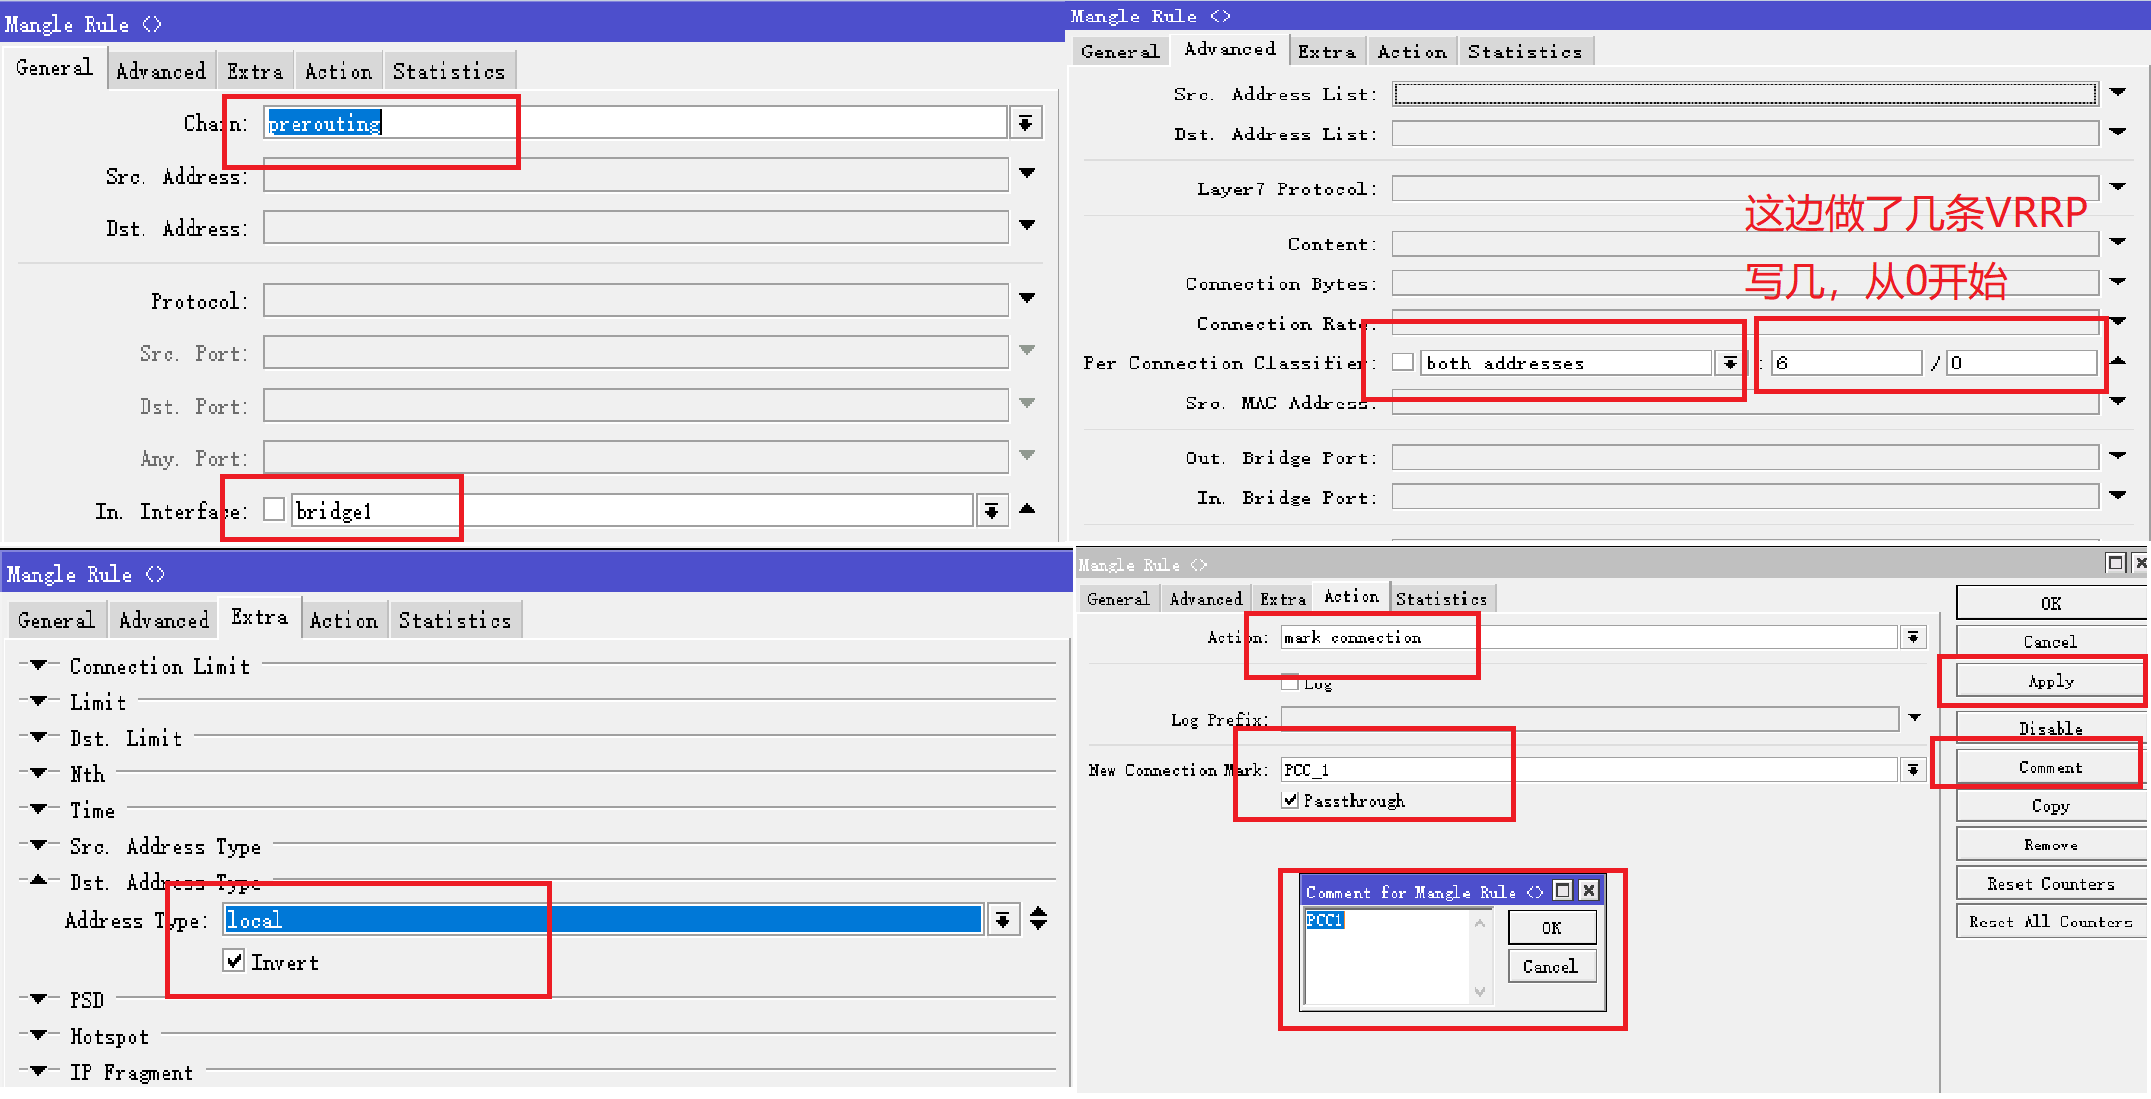 Mangle Rule <>
General Advanced Extra Action Statistics
Chain: prerouting
Src. Address:
Dst. Address:
Protocol:
Src. Port:
Dst. Port:
Any. Port:
In. Interface: bridge1
Mangle Rule <>
General Advanced Extra Action Statistics
Src. Address List:
Dst. Address List:
Layer7 Protocol:
这边做了几条VRRP
Content:
写几，从0开始
Connection Bytes:
Connection Rate:
Per Connection Classifier: both addresses : 6 / 0
Src. MAC Address:
Out. Bridge Port:
In. Bridge Port:
Mangle Rule <>
General Advanced Extra Action Statistics
Connection Limit
Limit
Dst. Limit
Nth
Time
Src. Address Type
Dst. Address Type
Address Type: local
Invert
PSD
Hotspot
IP Fragment
Mangle Rule <>
General Advanced Extra Action Statistics
Action: mark connection
Log
Log Prefix:
New Connection Mark: PCC_1
Passthrough
OK
Cancel
Apply
Disable
Comment
Copy
Remove
Reset Counters
Reset All Counters
Comment for Mangle Rule <>
PCC1
OK
Cancel